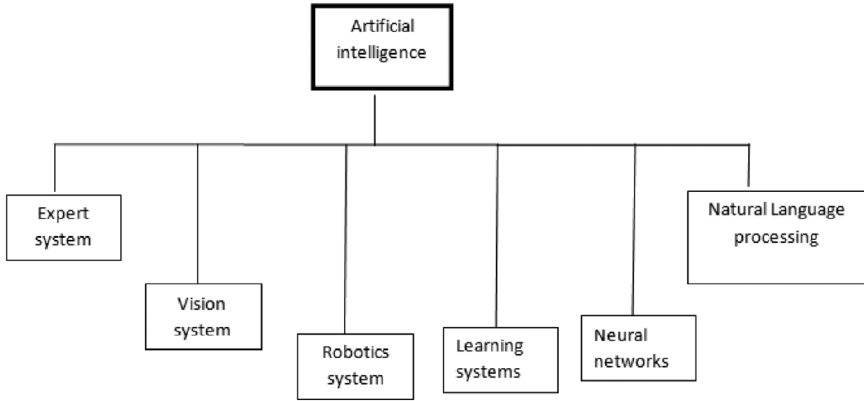 Artificial
intelligence
Expert
system
Natural Language
processing
Vision
system
Robotics
system
Learning
systems
Neural
networks